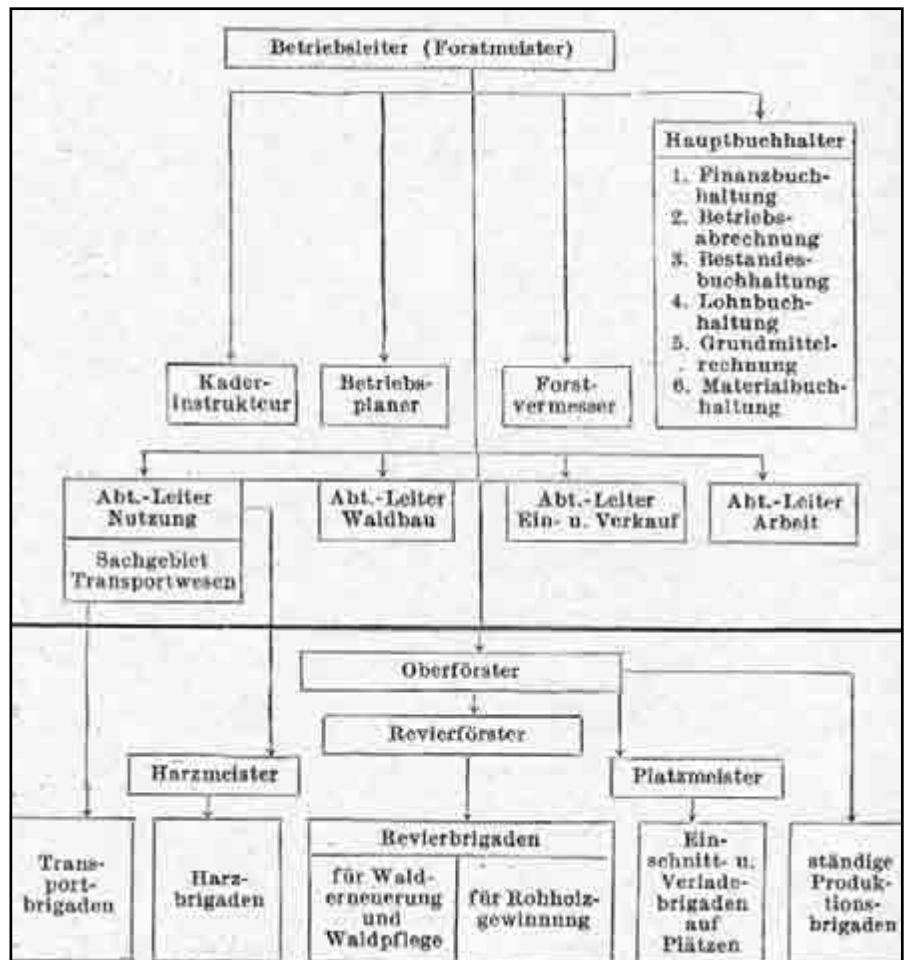 Betriebsleiter (Forstmeister)
Hauptbuchhalter
1. Finanzbuch-
haltung
2. Betriebs-
abrechnung
3. Bestandes-
buchhaltung
4. Lohnbuch-
haltung
5. Grundmittel-
rechnung
6. Materialbuch-
haltung
Kader-
instrukteur
Betriebs-
planer
Forst-
vermesser
Abt.-Leiter
Nutzung
Sachgebiet
Transportwesen
Abt.-Leiter
Waldbau
Abt.-Leiter
Ein- u. Verkauf
Abt.-Leiter
Arbeit
Oberförster
Revierförster
Harzmeister
Platzmeister
Trans-
port-
brigaden
Harz-
brigaden
Revierbrigaden
für Wald-
erneuerung
und
Waldpflege
für Rohholz-
gewinnung
Ein-
schnitt- u.
Verlade-
brigaden
auf
Plätzen
ständige
Produk-
tions-
brigaden